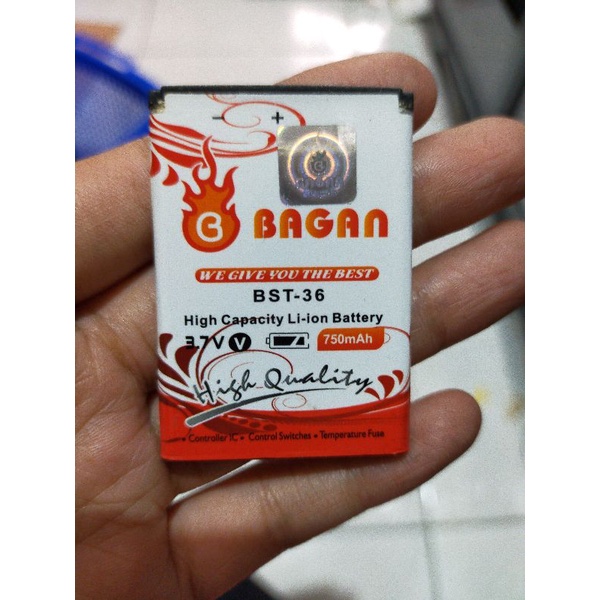 - +
BAGAN
WE GIVE YOU THE BEST
BST-36
High Capacity Li-ion Battery
3.7V V 750mAh
High Quality
• Controller IC • Control Switches • Temperature Fuse